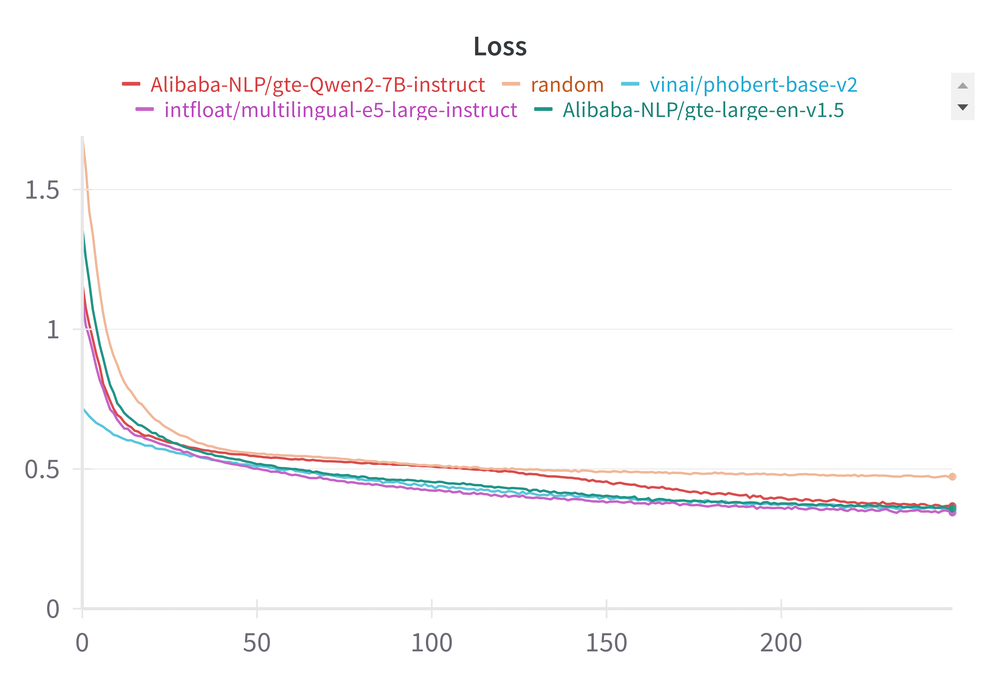 Loss
Alibaba-NLP/gte-Qwen2-7B-instruct random vinai/phobert-base-v2
intfloat/multilingual-e5-large-instruct Alibaba-NLP/gte-large-en-v1.5
1.5
1
0.5
0
0 50 100 150 200